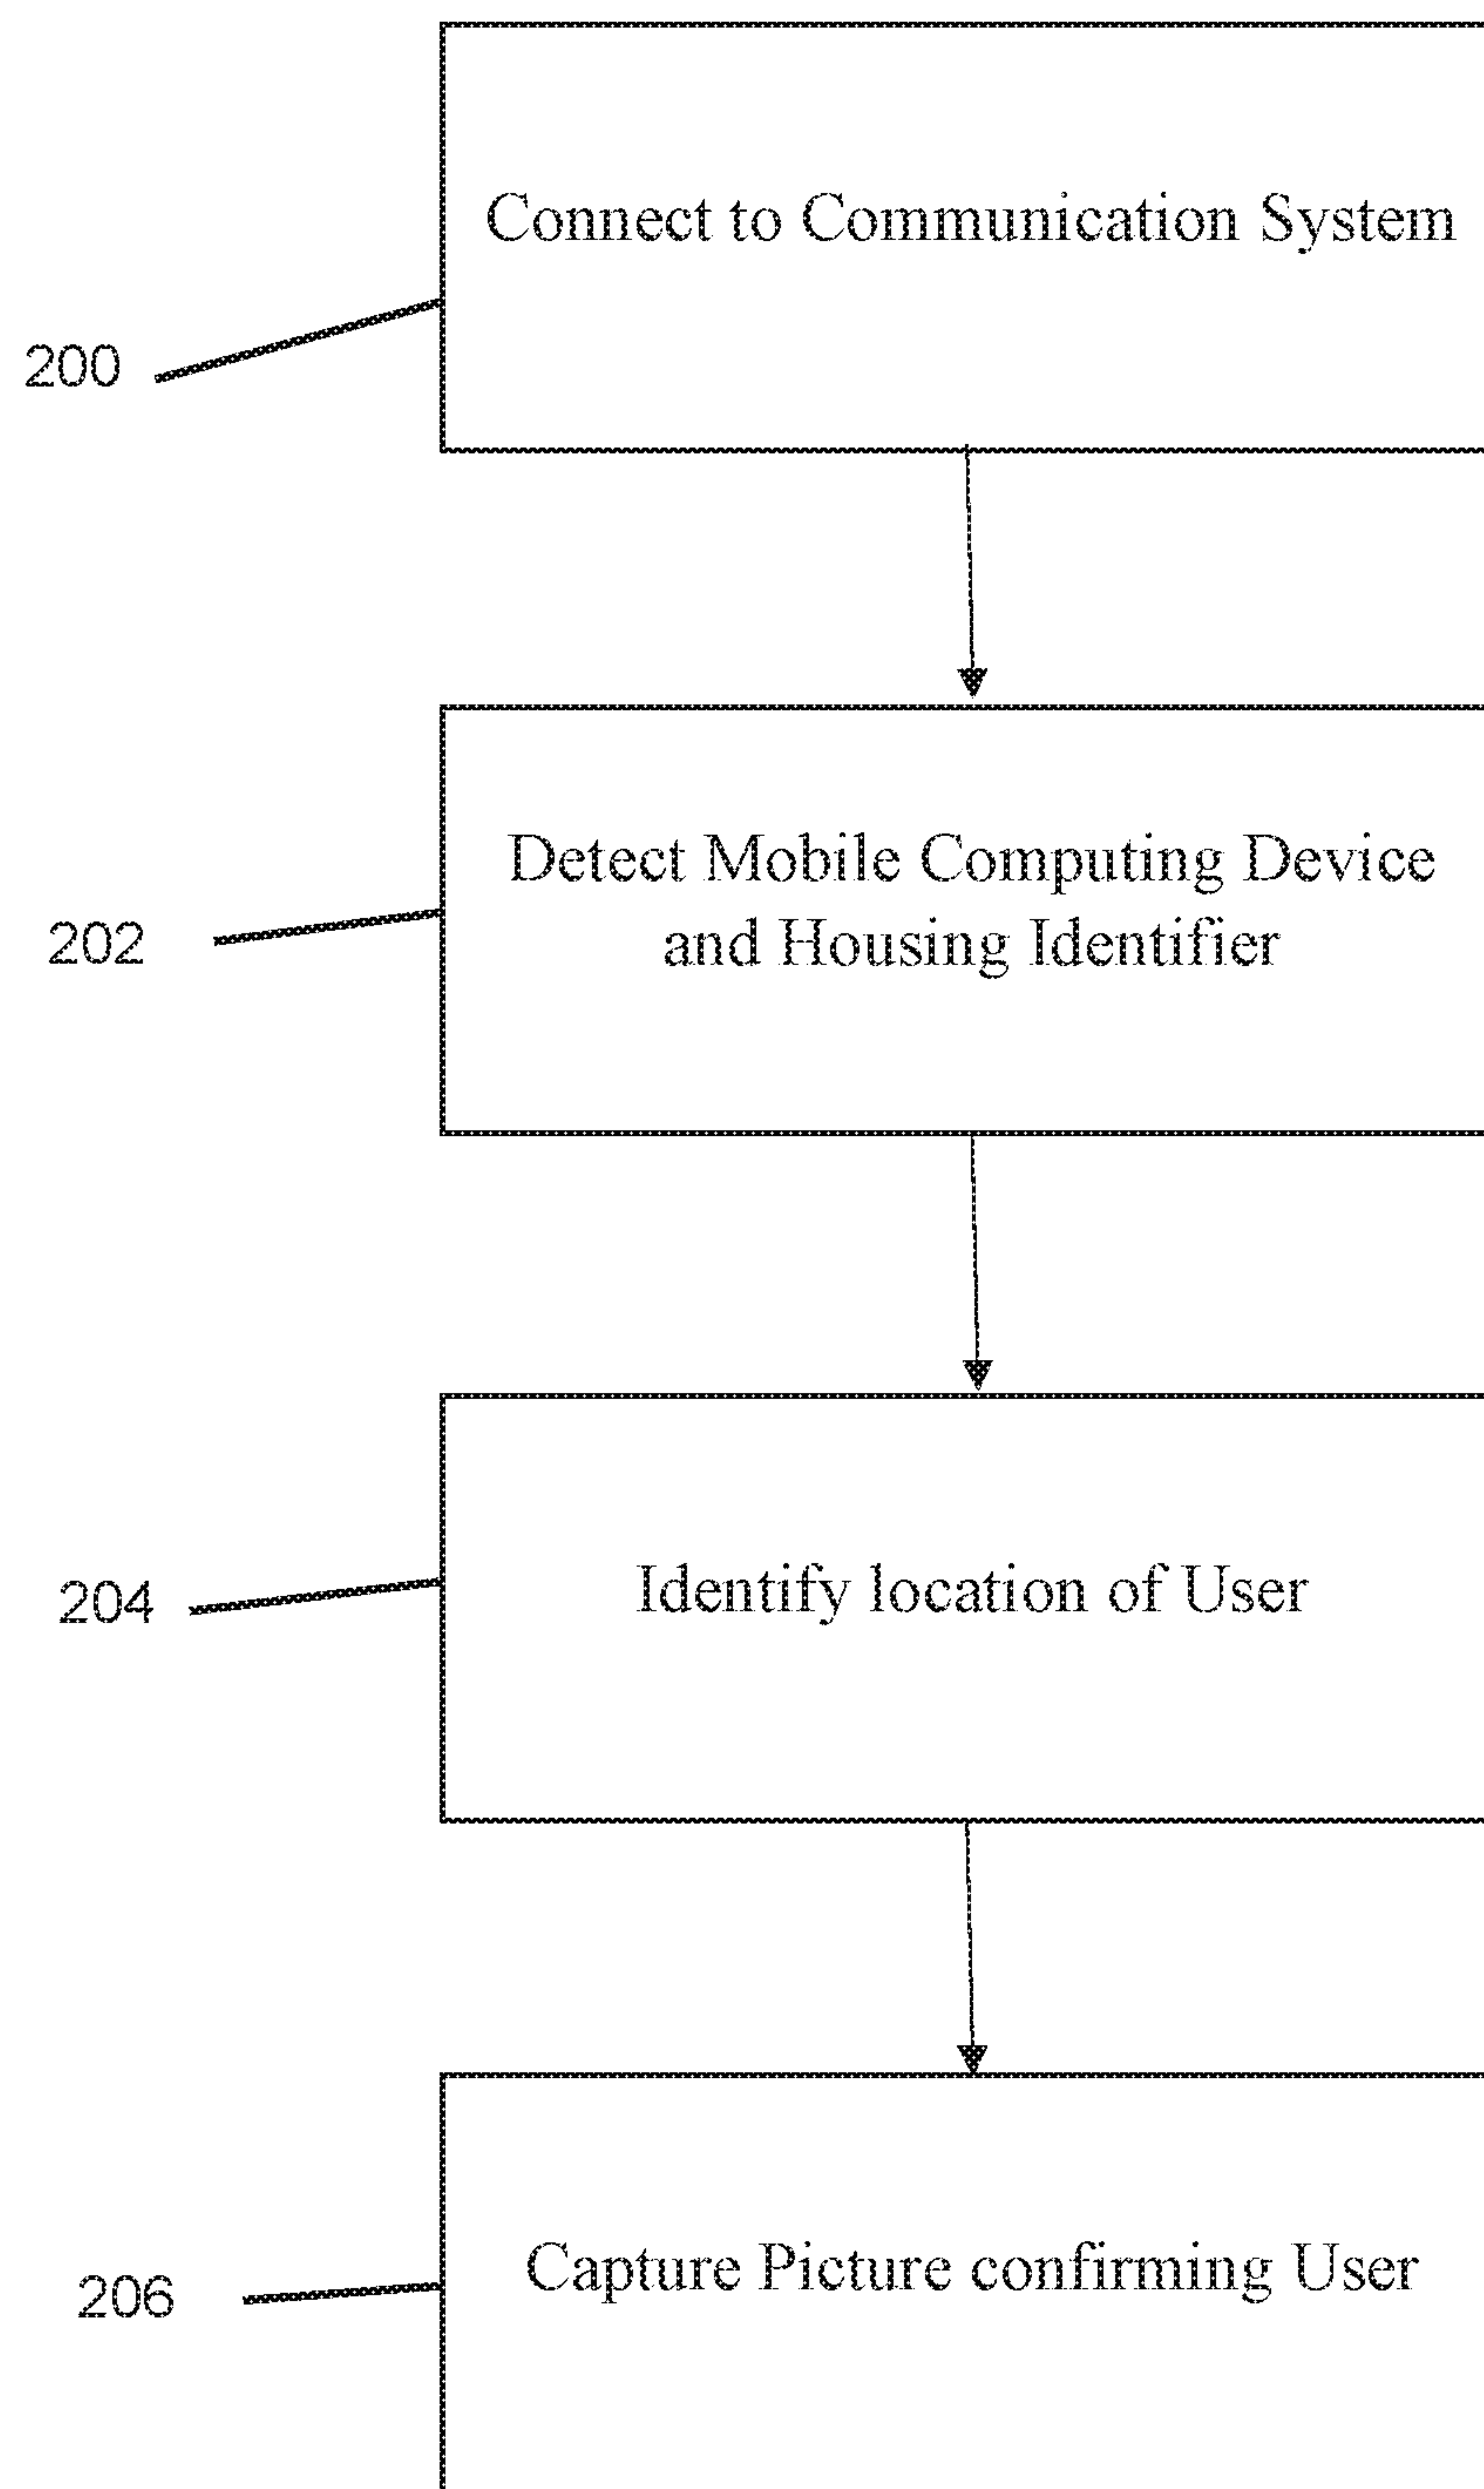 Connect to Communication System
200
Detect Mobile Computing Device
and Housing Identifier
202
Identify location of User
204
Capture Picture confirming User
206